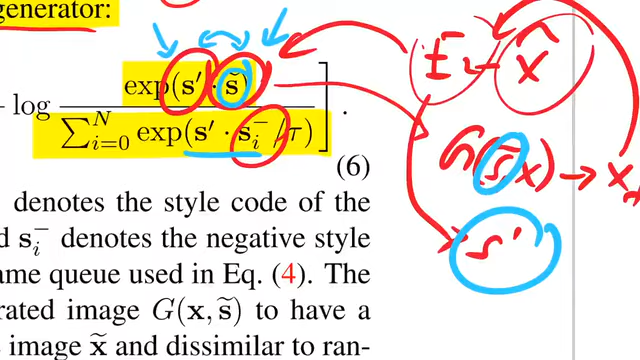 generator:
− log exp(s′ · s̃) / ∑ᵢ₌₀ᴺ exp(s′ · sᵢ⁻/τ) ] .
(6)
denotes the style code of the
d sᵢ⁻ denotes the negative style
ame queue used in Eq. (4). The
rated image G(x, s̃) to have a
image x̃ and dissimilar to ran-
G(s̃, x) → x
s′